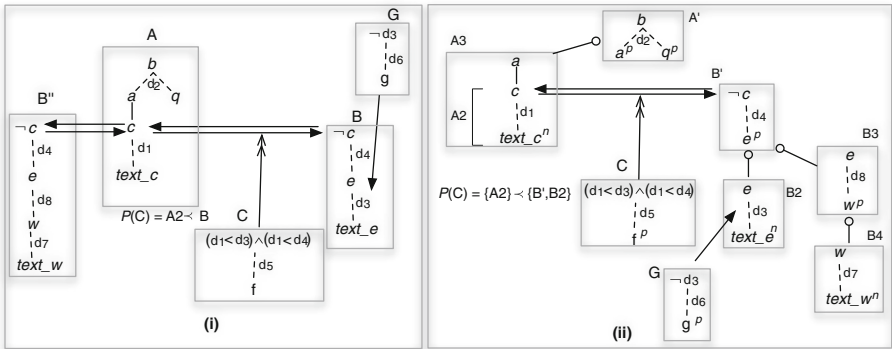 A
b
d2
a
q
c
d1
text_c
B"
¬ c
d4
e
d8
w
d7
text_w
G
¬ d3
d6
g
B
¬ c
d4
e
d3
text_e
P(C) = A2 ≺ B
C
(d1<d3) ∧ (d1<d4)
d5
f
(i)
A'
b
d2
a^p
q^p
A3
a
c
A2
d1
text_c^n
B'
¬ c
d4
e^p
B3
e
d8
w^p
C
P(C) = {A2} ≺ {B',B2}
(d1<d3) ∧ (d1<d4)
d5
f^p
B2
e
d3
text_e^n
B4
w
d7
text_w^n
G
¬ d3
d6
g^p
(ii)